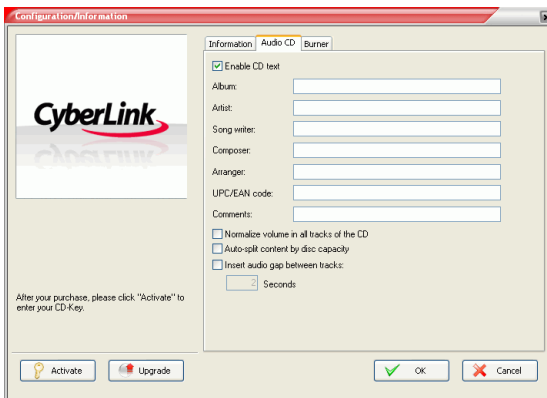 Configuration/Information
Information Audio CD Burner
Enable CD text
Album:
Artist:
Song writer:
Composer:
Arranger:
UPC/EAN code:
Comments:
Normalize volume in all tracks of the CD
Auto-split content by disc capacity
Insert audio gap between tracks:
2 Seconds
CyberLink
After your purchase, please click "Activate" to
enter your CD-Key.
Activate Upgrade OK Cancel